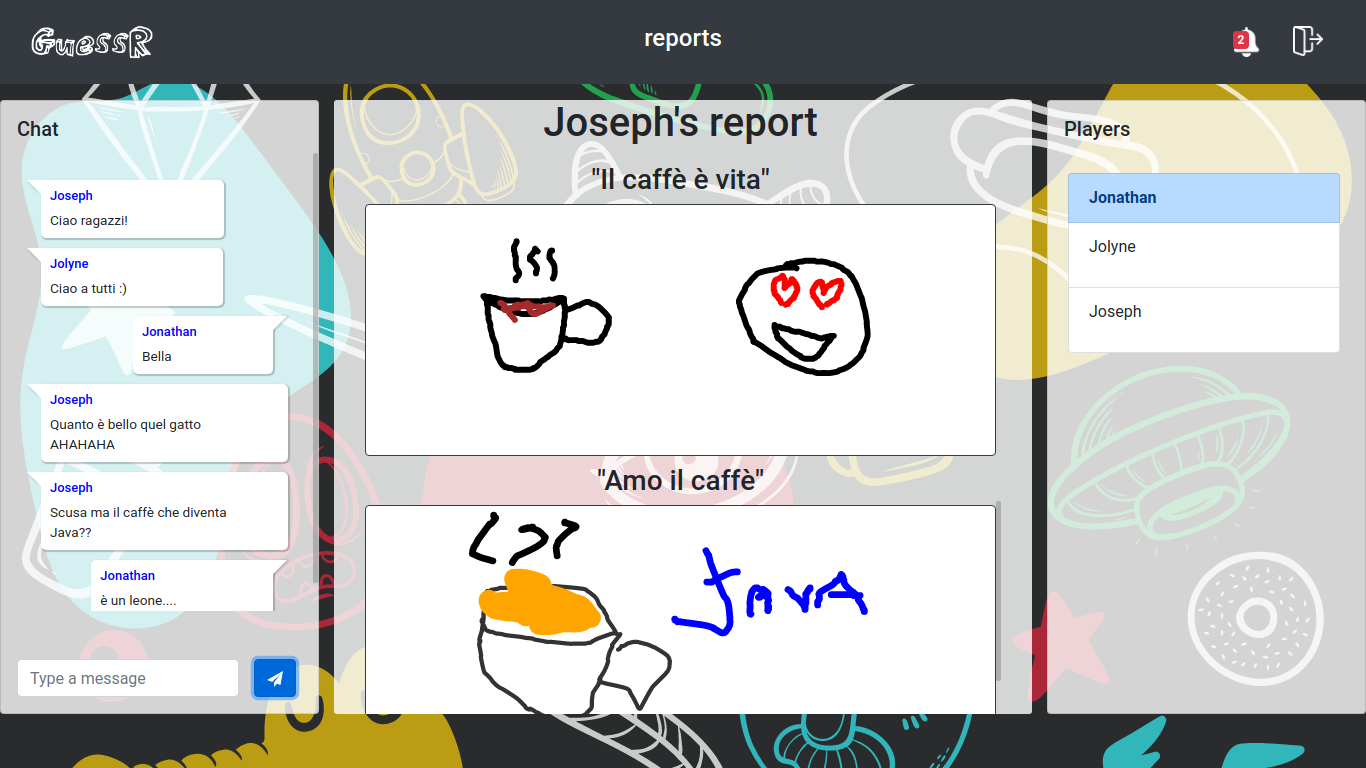 GuessR
reports
2
Chat
Joseph
Ciao ragazzi!
Jolyne
Ciao a tutti :)
Jonathan
Bella
Joseph
Quanto è bello quel gatto
AHAHAHA
Joseph
Scusa ma il caffè che diventa
Java??
Jonathan
è un leone....
Type a message
Joseph's report
"Il caffè è vita"
"Amo il caffè"
Java
Players
Jonathan
Jolyne
Joseph